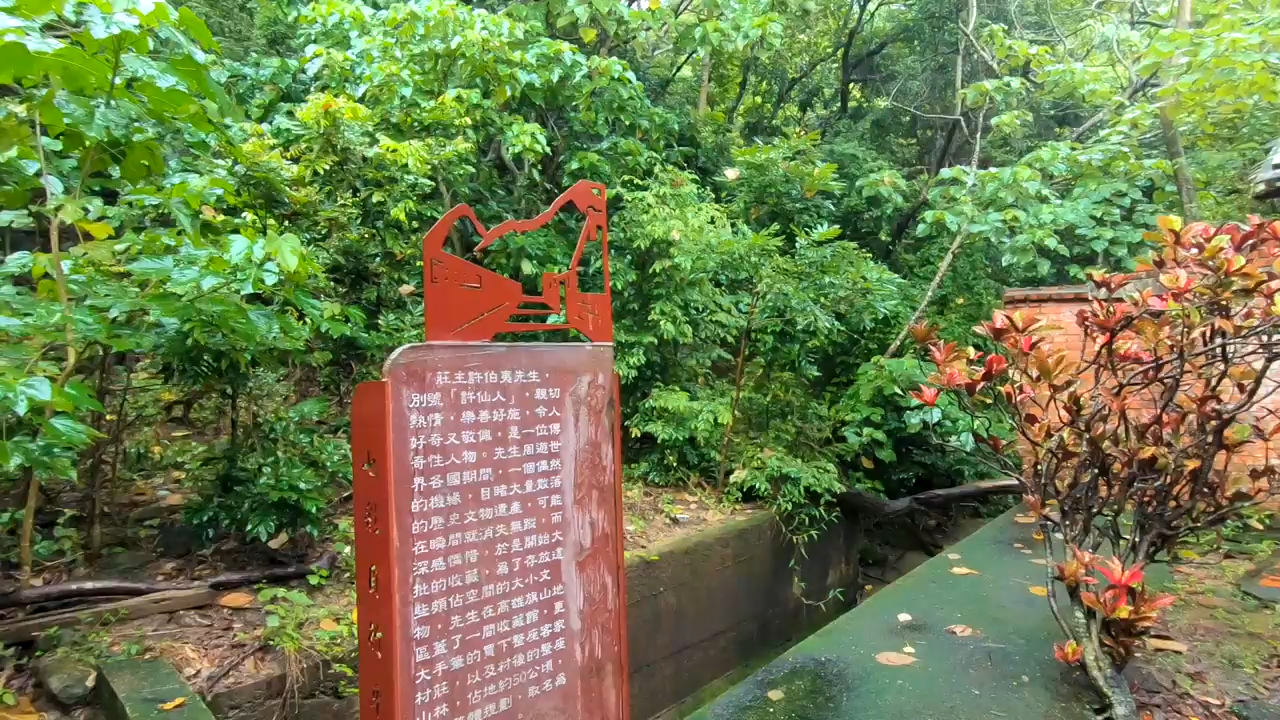 莊主許伯夷先生，
別號「許仙人」，親切
熱情，樂善好施，令人
好奇又敬佩，是一位傳
奇性人物。先生周遊世
界各國期間，一個偶然
的機緣，目睹大量散落
的歷史文物遺產，可能
在瞬間就消失無蹤，而
深感惋惜，於是開始大
批的收藏，為了存放這
些頗佔空間的大小文
物，先生在高雄旗山地
區蓋了一間收藏館，更
大手筆的買下整座客家
村莊，以及村後的整座
山林，佔地約50公頃，
規劃，取名為